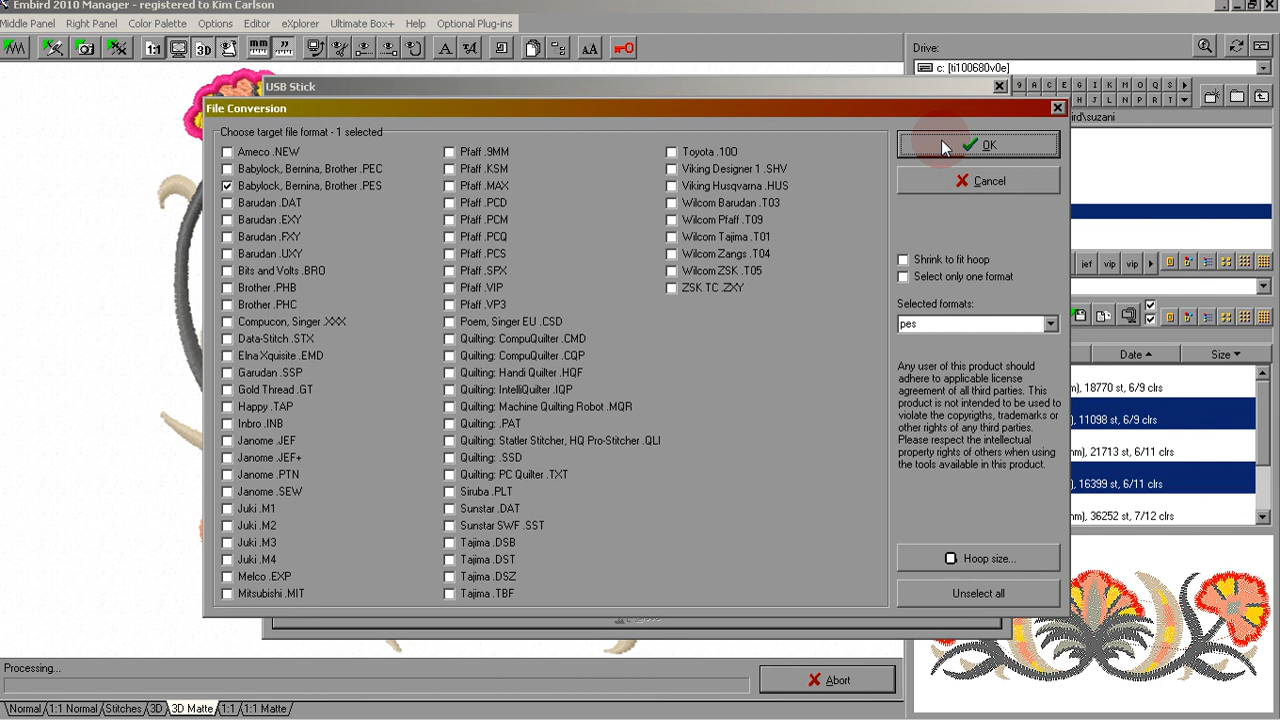 Embird 2010 Manager - registered to Kim Carlson
Middle Panel Right Panel Color Palette Options Editor eXplorer Ultimate Box+ Help Optional Plug-ins
1:1 3D mm
Drive:
c: [ti100680v0e]
USB Stick
9 A B C D E F G
H J L N P R T
ird\suzani
File Conversion
Choose target file format - 1 selected
Ameco .NEW
Babylock, Bernina, Brother .PEC
Babylock, Bernina, Brother .PES
Barudan .DAT
Barudan .EXY
Barudan .FXY
Barudan .UXY
Bits and Volts .BRO
Brother .PHB
Brother .PHC
Compucon, Singer .XXX
Data-Stitch .STX
Elna Xquisite .EMD
Garudan .SSP
Gold Thread .GT
Happy .TAP
Inbro .INB
Janome .JEF
Janome .JEF+
Janome .PTN
Janome .SEW
Juki .M1
Juki .M2
Juki .M3
Juki .M4
Melco .EXP
Mitsubishi .MIT
Pfaff .9MM
Pfaff .KSM
Pfaff .MAX
Pfaff .PCD
Pfaff .PCM
Pfaff .PCQ
Pfaff .PCS
Pfaff .SPX
Pfaff .VIP
Pfaff .VP3
Poem, Singer EU .CSD
Quilting: CompuQuilter .CMD
Quilting: CompuQuilter .CQP
Quilting: Handi Quilter .HQF
Quilting: IntelliQuilter .IQP
Quilting: Machine Quilting Robot .MQR
Quilting: .PAT
Quilting: Statler Stitcher, HQ Pro-Stitcher .QLI
Quilting: .SSD
Quilting: PC Quilter .TXT
Siruba .PLT
Sunstar .DAT
Sunstar SWF .SST
Tajima .DSB
Tajima .DST
Tajima .DSZ
Tajima .TBF
Toyota .100
Viking Designer 1 .SHV
Viking Husqvarna .HUS
Wilcom Barudan .T03
Wilcom Pfaff .T09
Wilcom Tajima .T01
Wilcom Zangs .T04
Wilcom ZSK .T05
ZSK TC .ZXY
OK
Cancel
Shrink to fit hoop
Select only one format
Selected formats:
pes
Any user of this product should
adhere to applicable license
agreement of all third parties. This
product is not intended to be used to
violate the copyrigths, trademarks or
other rights of any third parties.
Please respect the intellectual
property rights of others when using
the tools available in this product.
Hoop size...
Unselect all
jef vip vip
Date Size
m), 18770 st, 6/9 clrs
), 11098 st, 6/9 clrs
m), 21713 st, 6/11 clrs
), 16399 st, 6/11 clrs
nm), 36252 st, 7/12 clrs
Processing...
Abort
Normal 1:1 Normal Stitches 3D 3D Matte 1:1 1:1 Matte